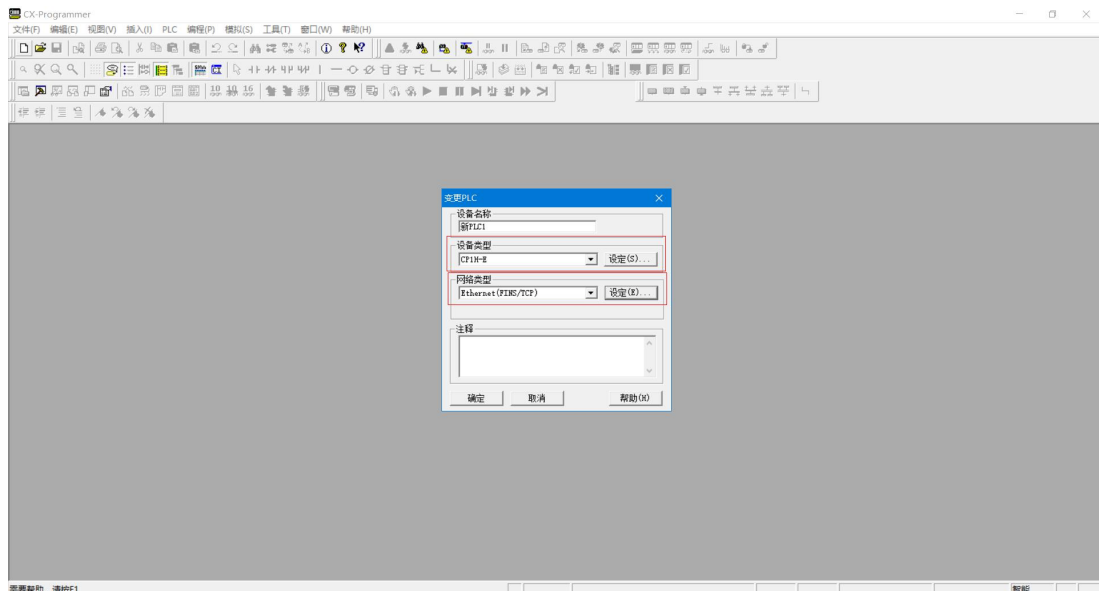 CX-Programmer
文件(F) 编辑(E) 视图(V) 插入(I) PLC 编程(P) 模拟(S) 工具(T) 窗口(W) 帮助(H)
变更PLC
设备名称
新PLC1
设备类型
CP1H-E 设定(S)...
网络类型
Ethernet(FINS/TCP) 设定(E)...
注释
确定 取消 帮助(H)
需要帮助，请按F1 智能